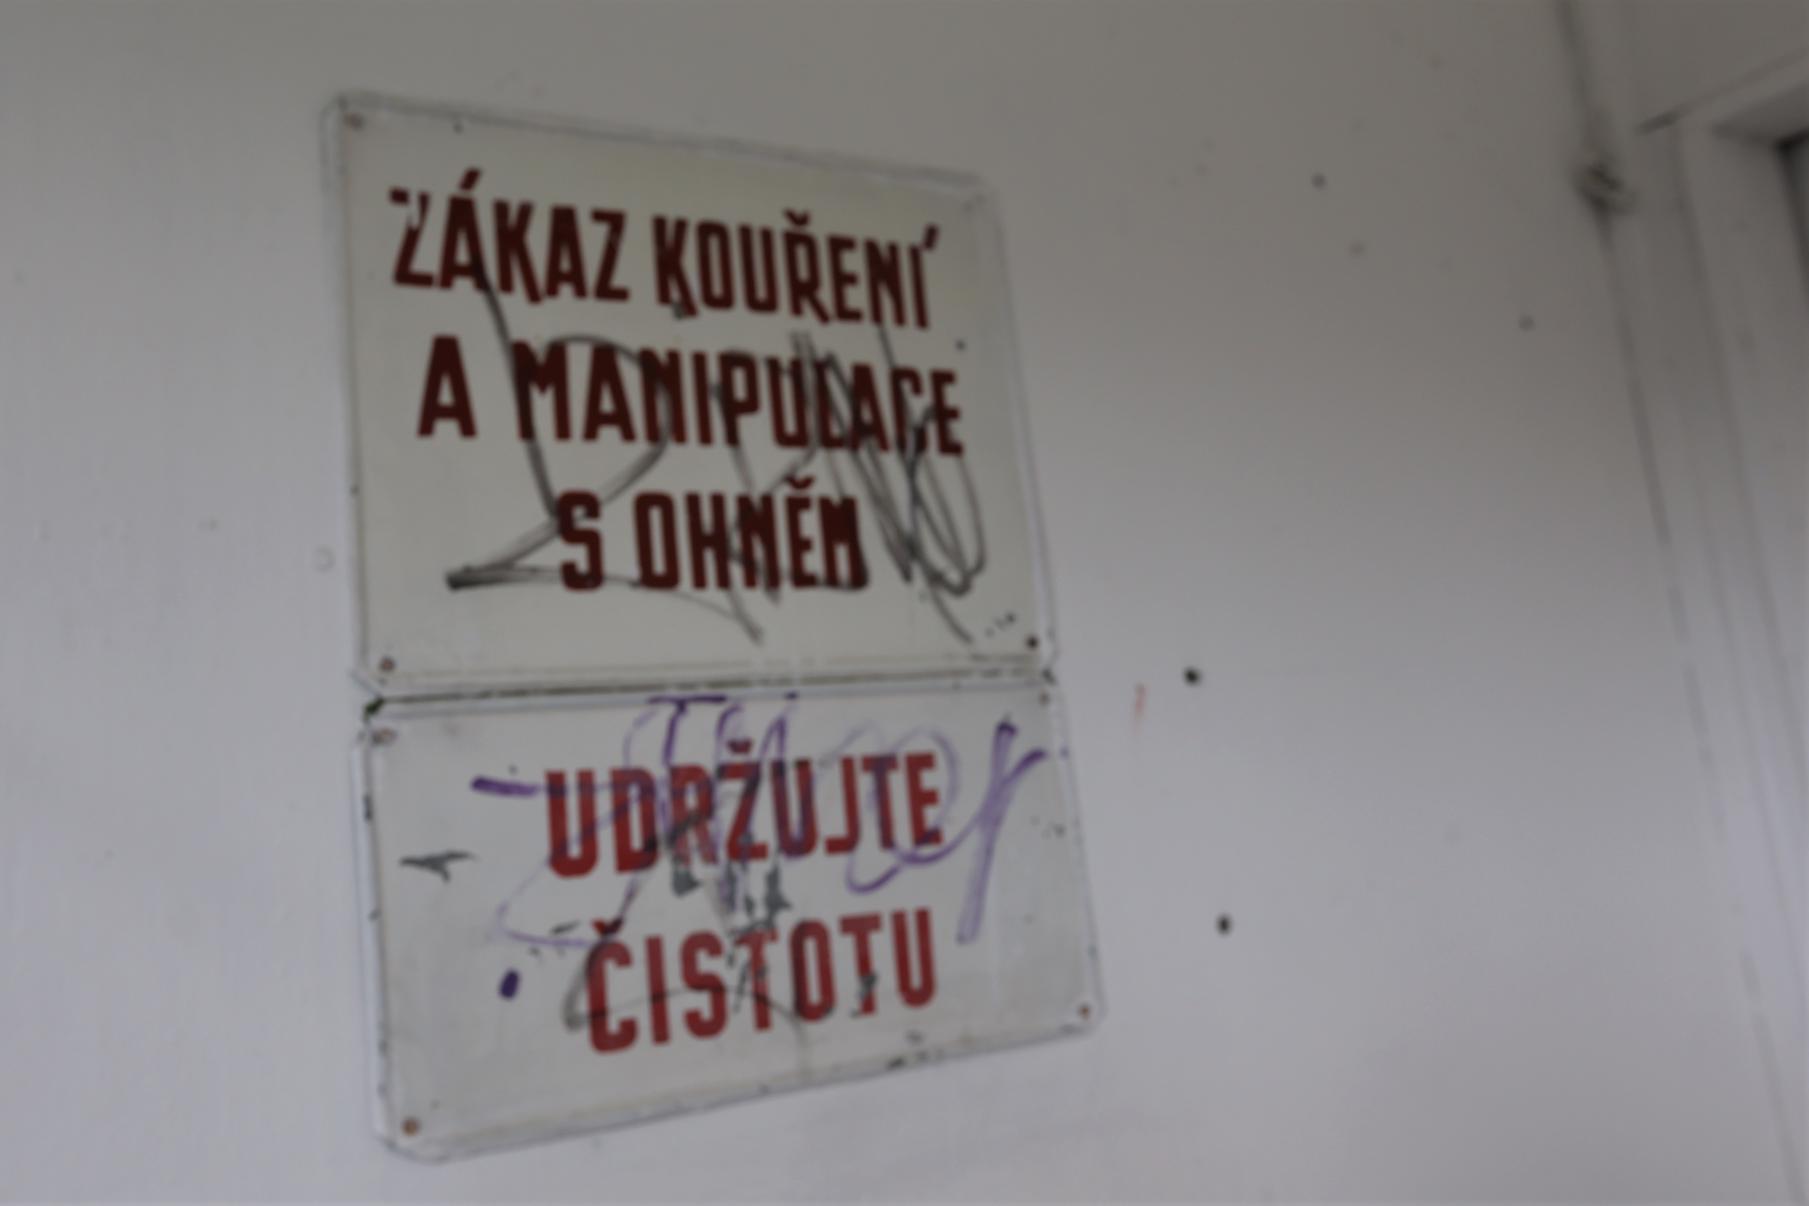 ZÁKAZ KOUŘENÍ
A MANIPULACE
S OHNĚM
UDRŽUJTE
ČISTOTU